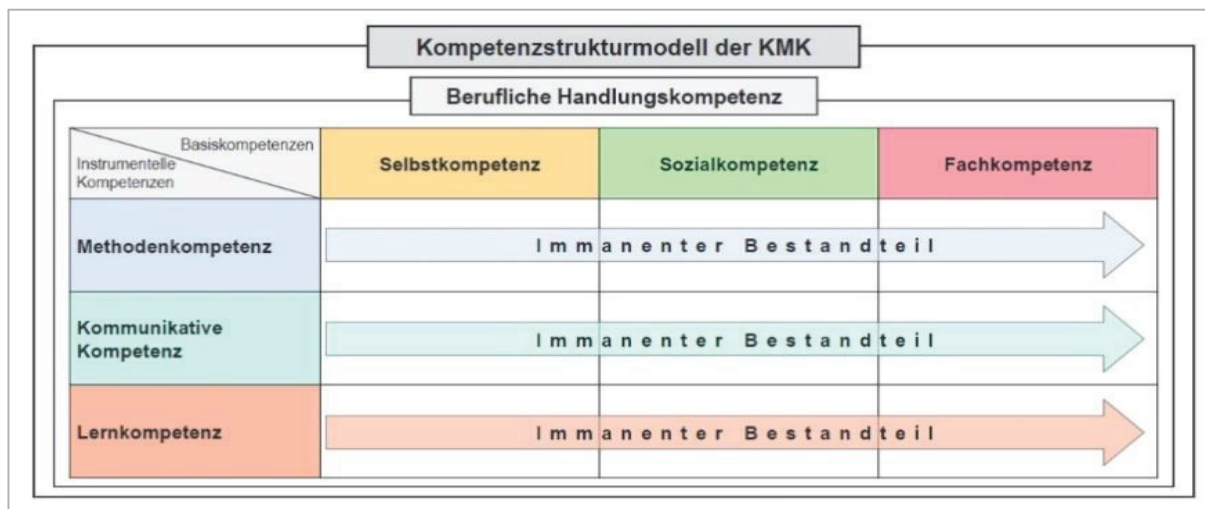 Kompetenzstrukturmodell der KMK
Berufliche Handlungskompetenz
Basiskompetenzen
Instrumentelle
Kompetenzen
Selbstkompetenz
Sozialkompetenz
Fachkompetenz
Methodenkompetenz
Immanenter Bestandteil
Kommunikative
Kompetenz
Immanenter Bestandteil
Lernkompetenz
Immanenter Bestandteil